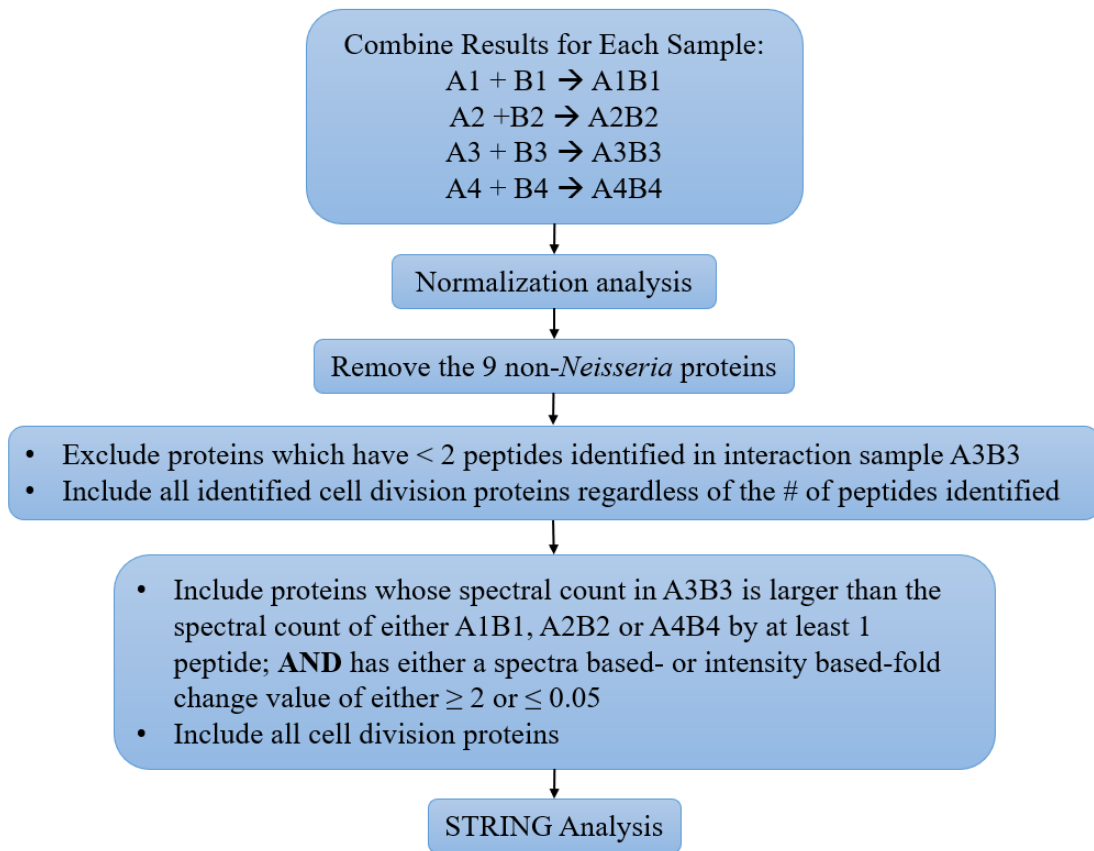 Combine Results for Each Sample:
A1 + B1 → A1B1
A2 +B2 → A2B2
A3 + B3 → A3B3
A4 + B4 → A4B4
Normalization analysis
Remove the 9 non-Neisseria proteins
• Exclude proteins which have < 2 peptides identified in interaction sample A3B3
• Include all identified cell division proteins regardless of the # of peptides identified
• Include proteins whose spectral count in A3B3 is larger than the
spectral count of either A1B1, A2B2 or A4B4 by at least 1
peptide; AND has either a spectra based- or intensity based-fold
change value of either ≥ 2 or ≤ 0.05
• Include all cell division proteins
STRING Analysis